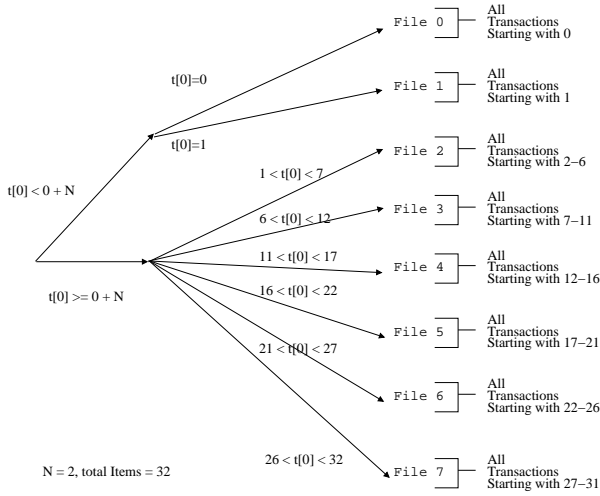 File 0
All
Transactions
Starting with 0
t[0]=0
File 1
All
Transactions
Starting with 1
t[0]=1
File 2
All
Transactions
Starting with 2−6
1 < t[0] < 7
t[0] < 0 + N
File 3
All
Transactions
Starting with 7−11
6 < t[0] < 12
File 4
All
Transactions
Starting with 12−16
11 < t[0] < 17
t[0] >= 0 + N
16 < t[0] < 22
File 5
All
Transactions
Starting with 17−21
21 < t[0] < 27
File 6
All
Transactions
Starting with 22−26
26 < t[0] < 32
File 7
All
Transactions
Starting with 27−31
N = 2, total Items = 32